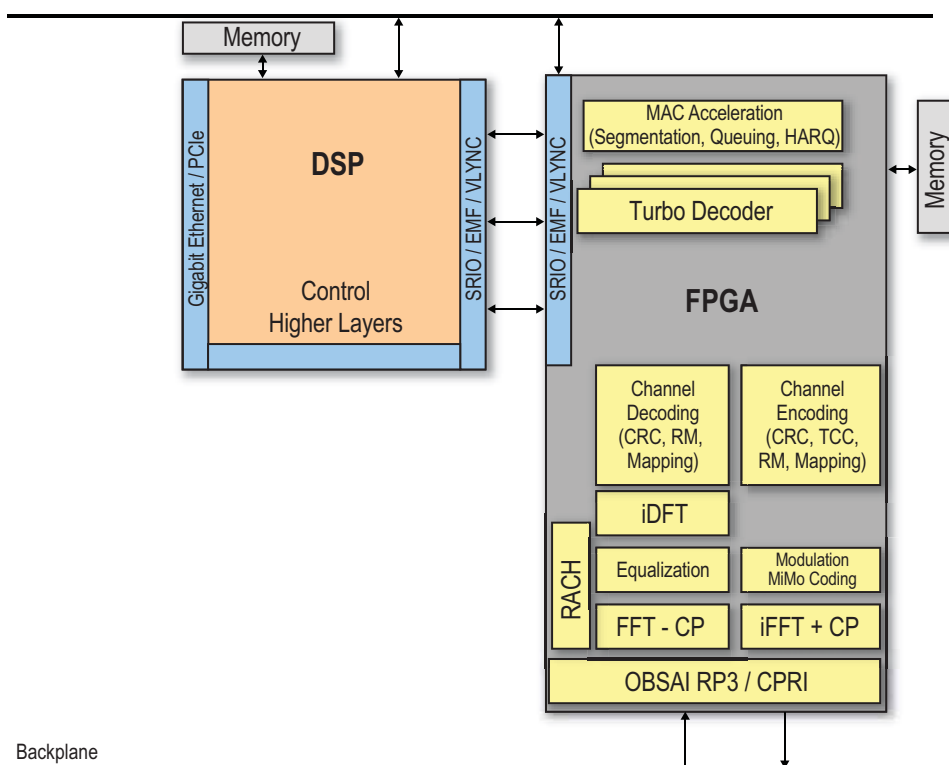 Memory
Gigabit Ethernet / PCIe
DSP
Control
Higher Layers
SRIO / EMF / VLYNC
SRIO / EMF / VLYNC
MAC Acceleration
(Segmentation, Queuing, HARQ)
Turbo Decoder
FPGA
Memory
Channel
Decoding
(CRC, RM,
Mapping)
Channel
Encoding
(CRC, TCC,
RM, Mapping)
iDFT
RACH
Equalization
Modulation
MiMo Coding
FFT - CP
iFFT + CP
OBSAI RP3 / CPRI
Backplane